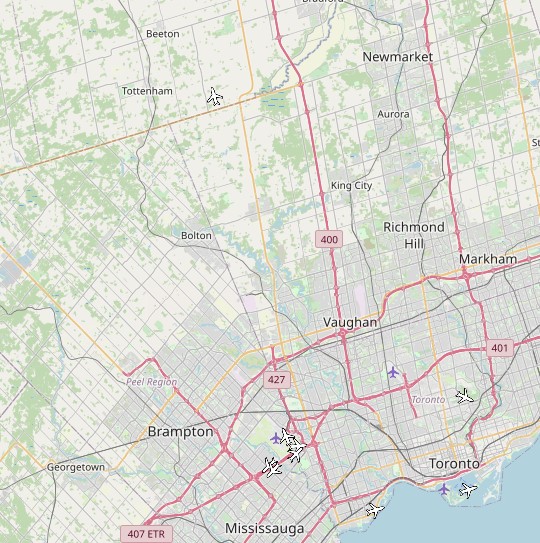 Bradford
Beeton
Newmarket
Tottenham
Aurora
King City
Richmond
Hill
Bolton
400
Markham
Vaughan
401
427
Peel Region
Toronto
Brampton
Georgetown
Toronto
Mississauga
407 ETR